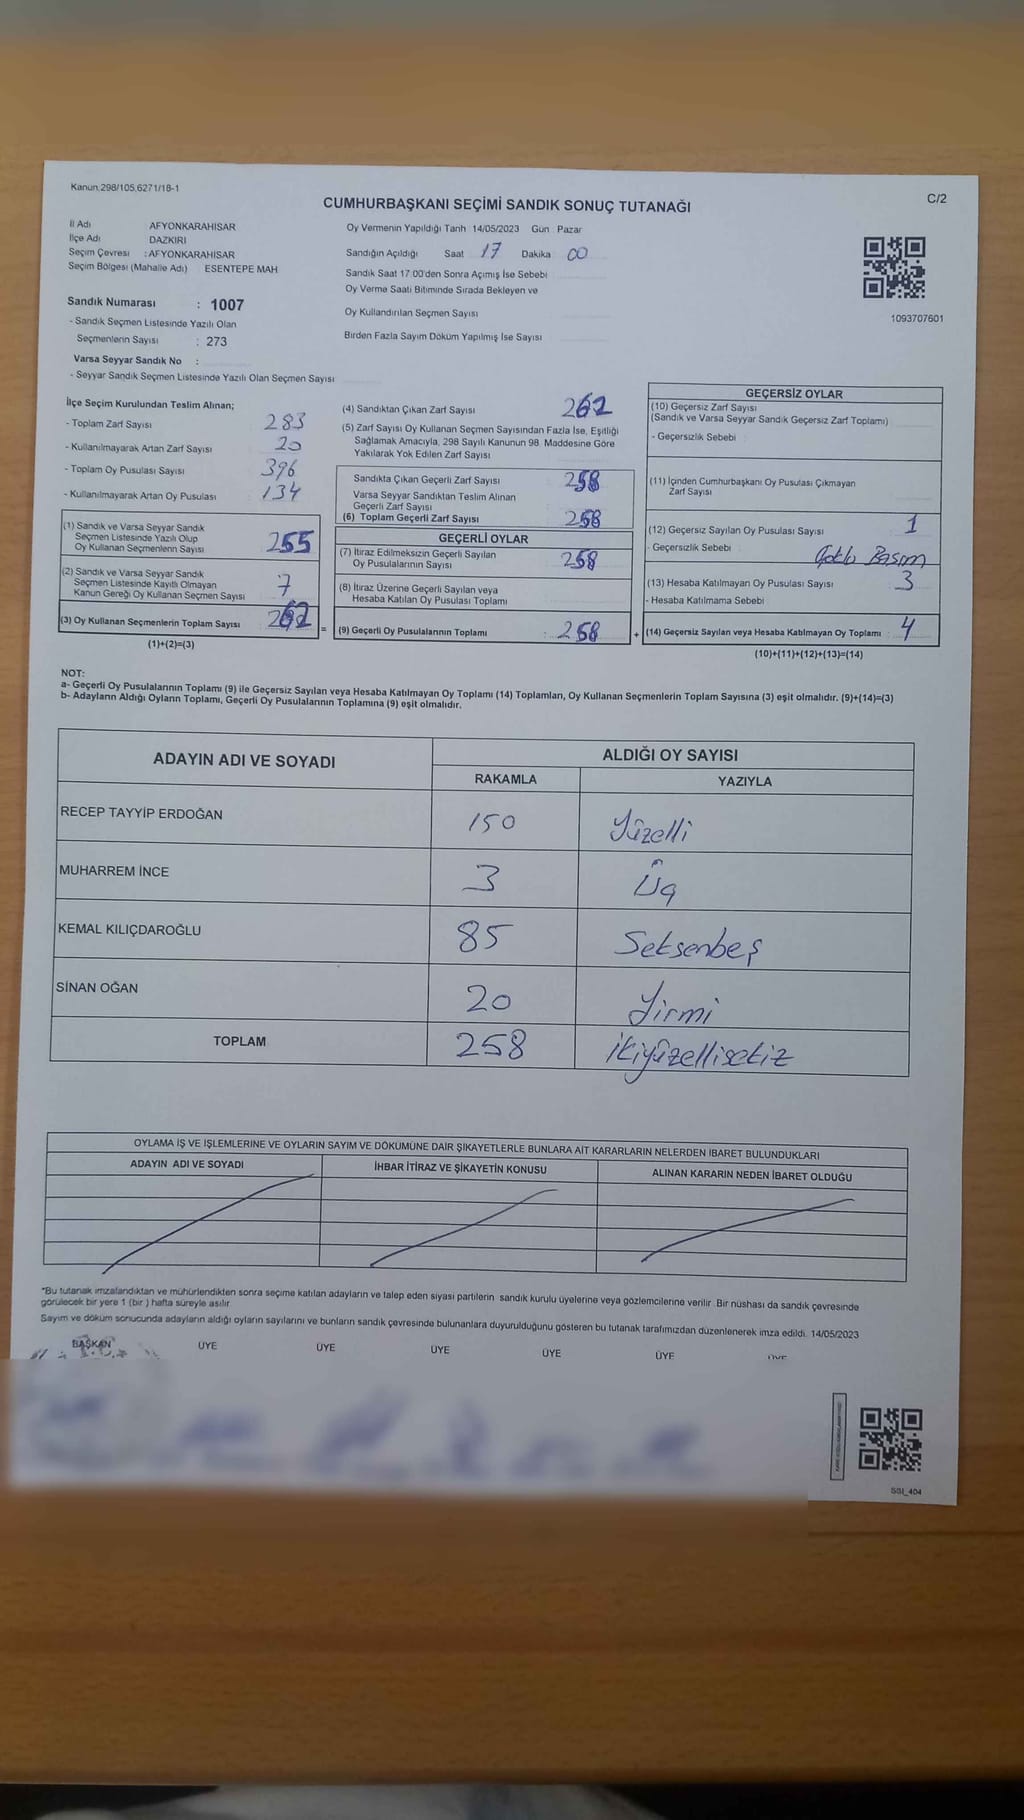 Kanun.298/105,6271/18-1
C/2
CUMHURBAŞKANI SEÇİMİ SANDIK SONUÇ TUTANAĞI
İl Adı AFYONKARAHİSAR
İlçe Adı DAZKIRI
Seçim Çevresi : AFYONKARAHİSAR
Seçim Bölgesi (Mahalle Adı) ESENTEPE MAH
Sandık Numarası : 1007
- Sandık Seçmen Listesinde Yazılı Olan
Seçmenlerin Sayısı : 273
Varsa Seyyar Sandık No :
- Seyyar Sandık Seçmen Listesinde Yazılı Olan Seçmen Sayısı
Oy Vermenin Yapıldığı Tarih 14/05/2023 Gün Pazar
Sandığın Açıldığı Saat 17 Dakika 00
Sandık Saat 17 00'den Sonra Açımış İse Sebebi
Oy Verme Saati Bitiminde Sırada Bekleyen ve
Oy Kullandırılan Seçmen Sayısı
Birden Fazla Sayım Döküm Yapılmış İse Sayısı
1093707601
İlçe Seçim Kurulundan Teslim Alınan;
- Toplam Zarf Sayısı 283
- Kullanılmayarak Artan Zarf Sayısı 20
- Toplam Oy Pusulası Sayısı 396
- Kullanılmayarak Artan Oy Pusulası 134
(1) Sandık ve Varsa Seyyar Sandık
Seçmen Listesinde Yazılı Olup
Oy Kullanan Seçmenlerin Sayısı 255
(2) Sandık ve Varsa Seyyar Sandık
Seçmen Listesinde Kayıtlı Olmayan
Kanun Gereği Oy Kullanan Seçmen Sayısı 7
(3) Oy Kullanan Seçmenlerin Toplam Sayısı 262 =
(1)+(2)=(3)
(4) Sandıktan Çıkan Zarf Sayısı 262
(5) Zarf Sayısı Oy Kullanan Seçmen Sayısından Fazla İse, Eşitliği
Sağlamak Amacıyla, 298 Sayılı Kanunun 98. Maddesine Göre
Yakılarak Yok Edilen Zarf Sayısı
Sandıkta Çıkan Geçerli Zarf Sayısı 258
Varsa Seyyar Sandıktan Teslim Alınan
Geçerli Zarf Sayısı
(6) Toplam Geçerli Zarf Sayısı 258
GEÇERLİ OYLAR
(7) İtiraz Edilmeksizin Geçerli Sayılan
Oy Pusulalarının Sayısı 258
(8) İtiraz Üzerine Geçerli Sayılan veya
Hesaba Katılan Oy Pusulası Toplamı
(9) Geçerli Oy Pusulalarının Toplamı : 258 +
GEÇERSİZ OYLAR
(10) Geçersiz Zarf Sayısı
(Sandık ve Varsa Seyyar Sandık Geçersiz Zarf Toplamı)
- Geçersizlik Sebebi
(11) İçinden Cumhurbaşkanı Oy Pusulası Çıkmayan
Zarf Sayısı
(12) Geçersiz Sayılan Oy Pusulası Sayısı 1
- Geçersizlik Sebebi Çoklu Basım
(13) Hesaba Katılmayan Oy Pusulası Sayısı 3
- Hesaba Katılmama Sebebi
(14) Geçersiz Sayılan veya Hesaba Katılmayan Oy Toplamı : 4
(10)+(11)+(12)+(13)=(14)
NOT:
a- Geçerli Oy Pusulalarının Toplamı (9) ile Geçersiz Sayılan veya Hesaba Katılmayan Oy Toplamı (14) Toplamları, Oy Kullanan Seçmenlerin Toplam Sayısına (3) eşit olmalıdır. (9)+(14)=(3)
b- Adayların Aldığı Oyların Toplamı, Geçerli Oy Pusulalarının Toplamına (9) eşit olmalıdır.
ADAYIN ADI VE SOYADI
ALDIĞI OY SAYISI
RAKAMLA YAZIYLA
RECEP TAYYİP ERDOĞAN 150 Yüzelli
MUHARREM İNCE 3 Üç
KEMAL KILIÇDAROĞLU 85 Seksenbeş
SİNAN OĞAN 20 Yirmi
TOPLAM 258 ikiyüzellisekiz
OYLAMA İŞ VE İŞLEMLERİNE VE OYLARIN SAYIM VE DÖKÜMÜNE DAİR ŞİKAYETLERLE BUNLARA AİT KARARLARIN NELERDEN İBARET BULUNDUKLARI
ADAYIN ADI VE SOYADI İHBAR İTİRAZ VE ŞİKAYETİN KONUSU ALINAN KARARIN NEDEN İBARET OLDUĞU
*Bu tutanak imzalandıktan ve mühürlendikten sonra seçime katılan adayların ve talep eden siyasi partilerin sandık kurulu üyelerine veya gözlemcilerine verilir. Bir nüshası da sandık çevresinde
görülecek bir yere 1 (bir ) hafta süreyle asılır
Sayım ve döküm sonucunda adayların aldığı oyların sayılarını ve bunların sandık çevresinde bulunanlara duyurulduğunu gösteren bu tutanak tarafımızdan düzenlenerek imza edildi. 14/05/2023
BAŞKAN ÜYE ÜYE ÜYE ÜYE ÜYE ÜYE
SSI_404